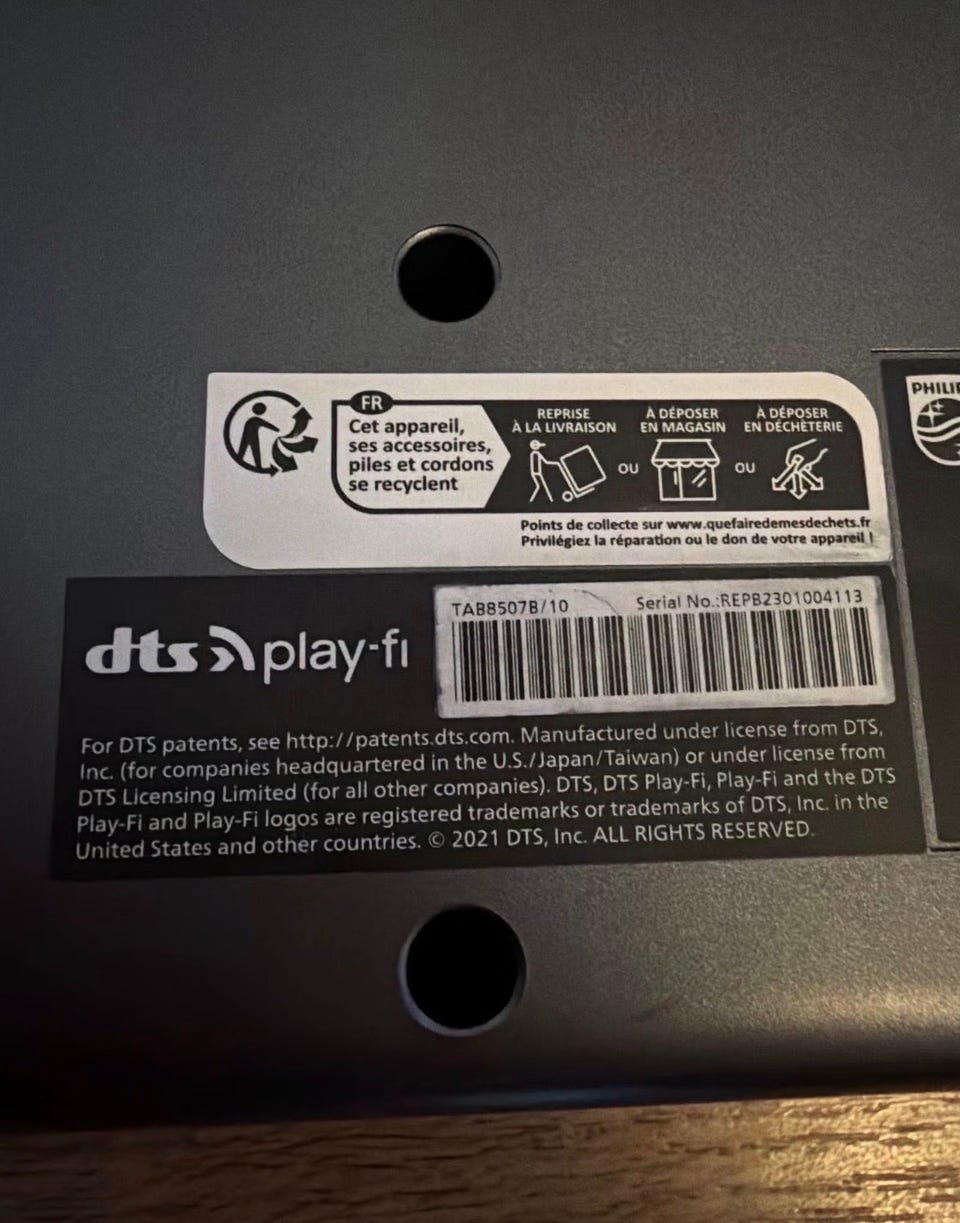 FR
Cet appareil,
ses accessoires,
piles et cordons
se recyclent
REPRISE
À LA LIVRAISON
OU
À DÉPOSER
EN MAGASIN
OU
À DÉPOSER
EN DÉCHÈTERIE
Points de collecte sur www.quefairedemesdechets.fr
Privilégiez la réparation ou le don de votre appareil !
TAB8507B/10 Serial No.:REPB2301004113
dts play-fi
For DTS patents, see http://patents.dts.com. Manufactured under license from DTS,
Inc. (for companies headquartered in the U.S./Japan/Taiwan) or under license from
DTS Licensing Limited (for all other companies). DTS, DTS Play-Fi, Play-Fi and the DTS
Play-Fi and Play-Fi logos are registered trademarks or trademarks of DTS, Inc. in the
United States and other countries. © 2021 DTS, Inc. ALL RIGHTS RESERVED.